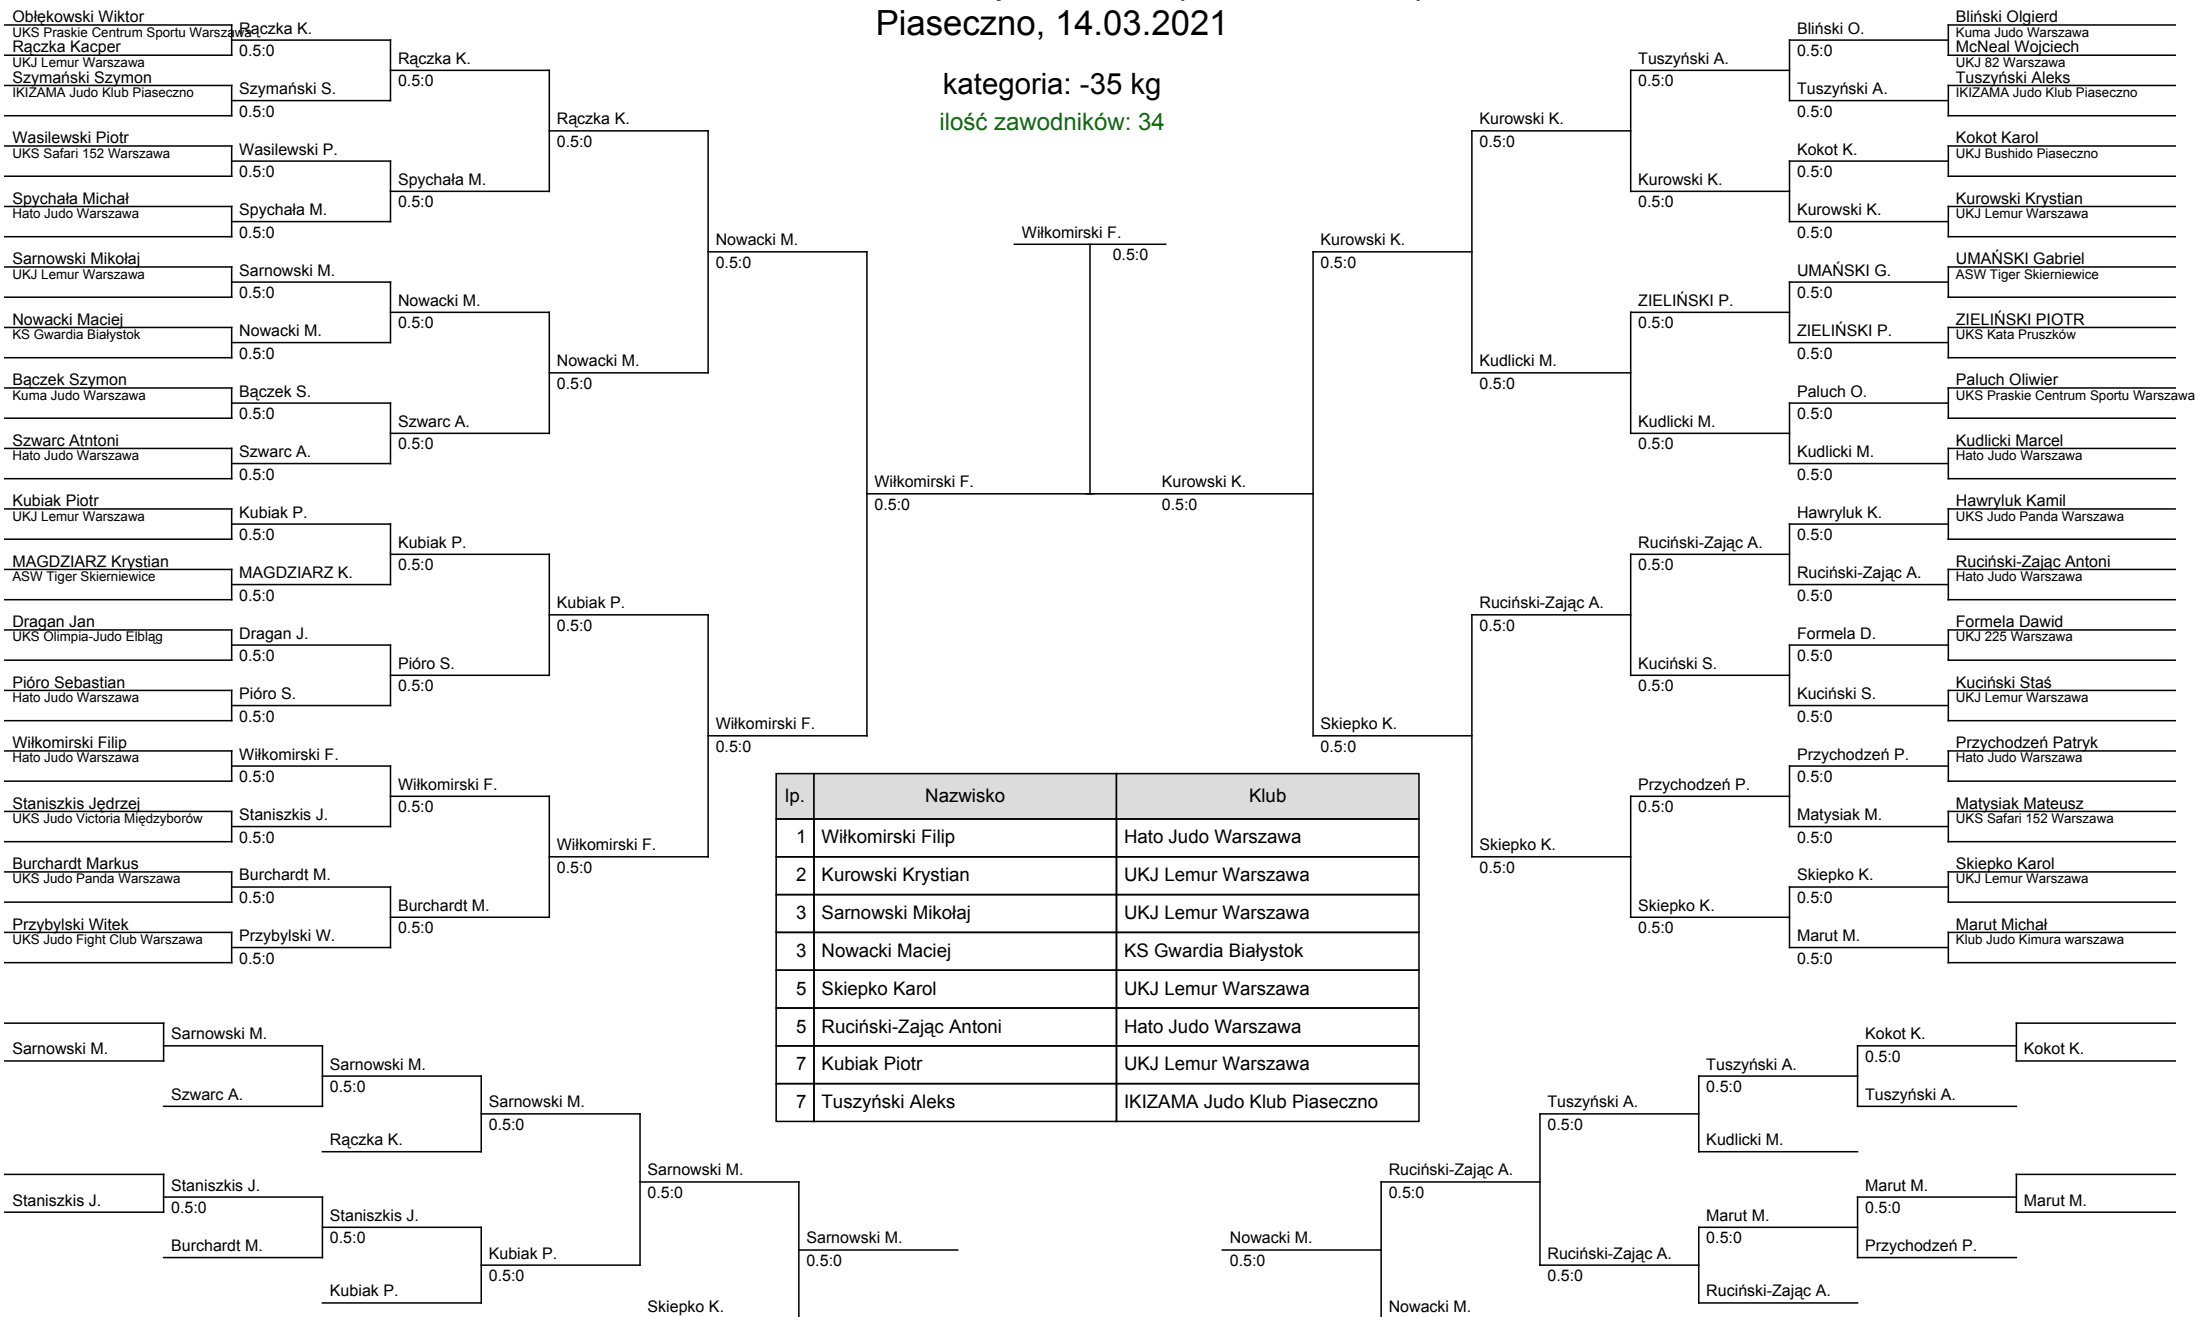 Piaseczno, 14.03.2021
kategoria: -35 kg
ilość zawodników: 34
Obłękowski Wiktor
UKS Praskie Centrum Sportu Warszawa
Rączka Kacper
UKJ Lemur Warszawa
Szymański Szymon
IKIZAMA Judo Klub Piaseczno
Wasilewski Piotr
UKS Safari 152 Warszawa
Spychała Michał
Hato Judo Warszawa
Sarnowski Mikołaj
UKJ Lemur Warszawa
Nowacki Maciej
KS Gwardia Białystok
Bączek Szymon
Kuma Judo Warszawa
Szwarc Atntoni
Hato Judo Warszawa
Kubiak Piotr
UKJ Lemur Warszawa
MAGDZIARZ Krystian
ASW Tiger Skierniewice
Dragan Jan
UKS Olimpia-Judo Elbląg
Pióro Sebastian
Hato Judo Warszawa
Wiłkomirski Filip
Hato Judo Warszawa
Staniszkis Jędrzej
UKS Judo Victoria Międzyborów
Burchardt Markus
UKS Judo Panda Warszawa
Przybylski Witek
UKS Judo Fight Club Warszawa
Rączka K.
0.5:0
Szymański S.
0.5:0
Wasilewski P.
0.5:0
Spychała M.
0.5:0
Sarnowski M.
0.5:0
Nowacki M.
0.5:0
Bączek S.
0.5:0
Szwarc A.
0.5:0
Kubiak P.
0.5:0
MAGDZIARZ K.
0.5:0
Dragan J.
0.5:0
Pióro S.
0.5:0
Wiłkomirski F.
0.5:0
Staniszkis J.
0.5:0
Burchardt M.
0.5:0
Przybylski W.
0.5:0
Rączka K.
0.5:0
Spychała M.
0.5:0
Nowacki M.
0.5:0
Szwarc A.
0.5:0
Kubiak P.
0.5:0
Pióro S.
0.5:0
Wiłkomirski F.
0.5:0
Burchardt M.
0.5:0
Rączka K.
0.5:0
Nowacki M.
0.5:0
Kubiak P.
0.5:0
Wiłkomirski F.
0.5:0
Nowacki M.
0.5:0
Wiłkomirski F.
0.5:0
Wiłkomirski F.
0.5:0
Wiłkomirski F.
0.5:0
Kurowski K.
0.5:0
Kurowski K.
0.5:0
Skiepko K.
0.5:0
Kurowski K.
0.5:0
Kudlicki M.
0.5:0
Ruciński-Zając A.
0.5:0
Skiepko K.
0.5:0
Tuszyński A.
0.5:0
Kurowski K.
0.5:0
ZIELIŃSKI P.
0.5:0
Kudlicki M.
0.5:0
Ruciński-Zając A.
0.5:0
Kuciński S.
0.5:0
Przychodzeń P.
0.5:0
Skiepko K.
0.5:0
Bliński O.
0.5:0
Tuszyński A.
0.5:0
Kokot K.
0.5:0
Kurowski K.
0.5:0
UMAŃSKI G.
0.5:0
ZIELIŃSKI P.
0.5:0
Paluch O.
0.5:0
Kudlicki M.
0.5:0
Hawryluk K.
0.5:0
Ruciński-Zając A.
0.5:0
Formela D.
0.5:0
Kuciński S.
0.5:0
Przychodzeń P.
0.5:0
Matysiak M.
0.5:0
Skiepko K.
0.5:0
Marut M.
0.5:0
Bliński Olgierd
Kuma Judo Warszawa
McNeal Wojciech
UKJ 82 Warszawa
Tuszyński Aleks
IKIZAMA Judo Klub Piaseczno
Kokot Karol
UKJ Bushido Piaseczno
Kurowski Krystian
UKJ Lemur Warszawa
UMAŃSKI Gabriel
ASW Tiger Skierniewice
ZIELIŃSKI PIOTR
UKS Kata Pruszków
Paluch Oliwier
UKS Praskie Centrum Sportu Warszawa
Kudlicki Marcel
Hato Judo Warszawa
Hawryluk Kamil
UKS Judo Panda Warszawa
Ruciński-Zając Antoni
Hato Judo Warszawa
Formela Dawid
UKJ 225 Warszawa
Kuciński Staś
UKJ Lemur Warszawa
Przychodzeń Patryk
Hato Judo Warszawa
Matysiak Mateusz
UKS Safari 152 Warszawa
Skiepko Karol
UKJ Lemur Warszawa
Marut Michał
Klub Judo Kimura warszawa
lp. Nazwisko Klub
1 Wiłkomirski Filip Hato Judo Warszawa
2 Kurowski Krystian UKJ Lemur Warszawa
3 Sarnowski Mikołaj UKJ Lemur Warszawa
3 Nowacki Maciej KS Gwardia Białystok
5 Skiepko Karol UKJ Lemur Warszawa
5 Ruciński-Zając Antoni Hato Judo Warszawa
7 Kubiak Piotr UKJ Lemur Warszawa
7 Tuszyński Aleks IKIZAMA Judo Klub Piaseczno
Sarnowski M.
Staniszkis J.
Sarnowski M.
Szwarc A.
Staniszkis J.
0.5:0
Burchardt M.
Sarnowski M.
0.5:0
Rączka K.
Staniszkis J.
0.5:0
Kubiak P.
Sarnowski M.
0.5:0
Kubiak P.
0.5:0
Sarnowski M.
0.5:0
Skiepko K.
Sarnowski M.
0.5:0
Nowacki M.
0.5:0
Ruciński-Zając A.
0.5:0
Nowacki M.
Tuszyński A.
0.5:0
Ruciński-Zając A.
0.5:0
Tuszyński A.
0.5:0
Kudlicki M.
Marut M.
0.5:0
Ruciński-Zając A.
Kokot K.
0.5:0
Tuszyński A.
Marut M.
0.5:0
Przychodzeń P.
Kokot K.
Marut M.